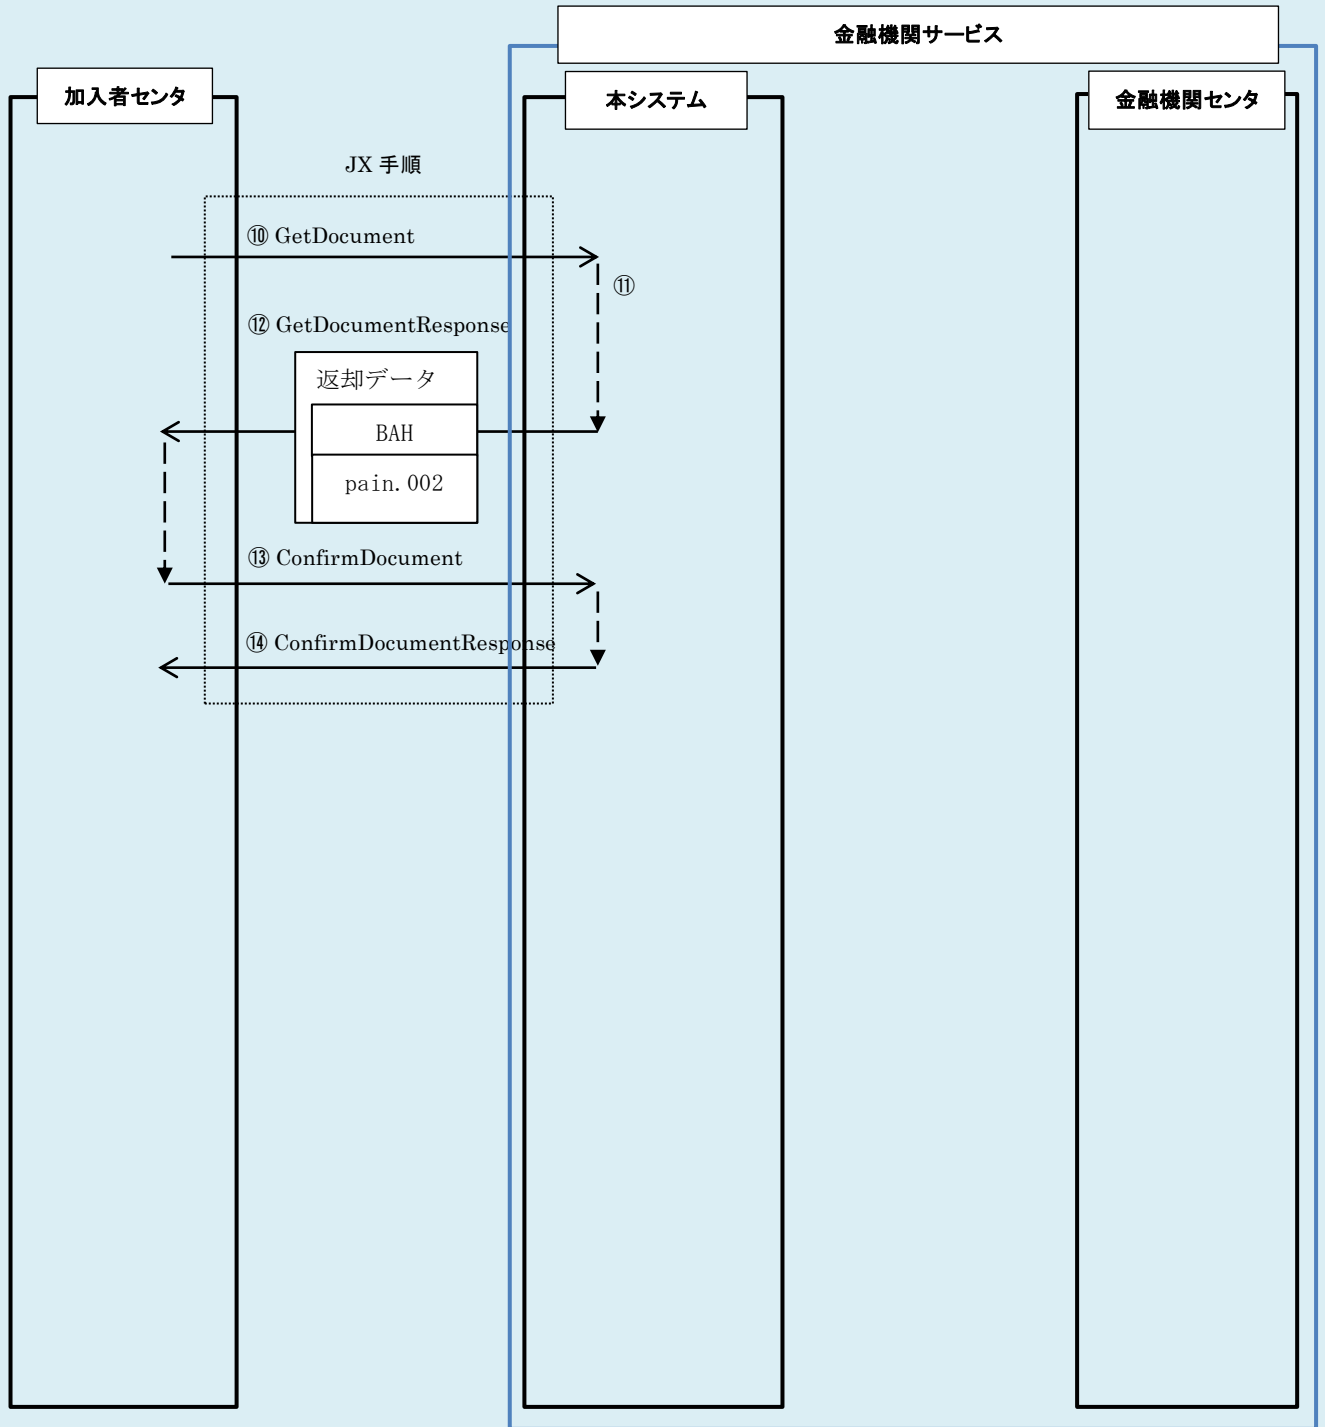 金融機関サービス
加入者センタ
本システム
金融機関センタ
JX 手順
⑩ GetDocument
⑪
⑫ GetDocumentResponse
返却データ
BAH
pain.002
⑬ ConfirmDocument
⑭ ConfirmDocumentResponse